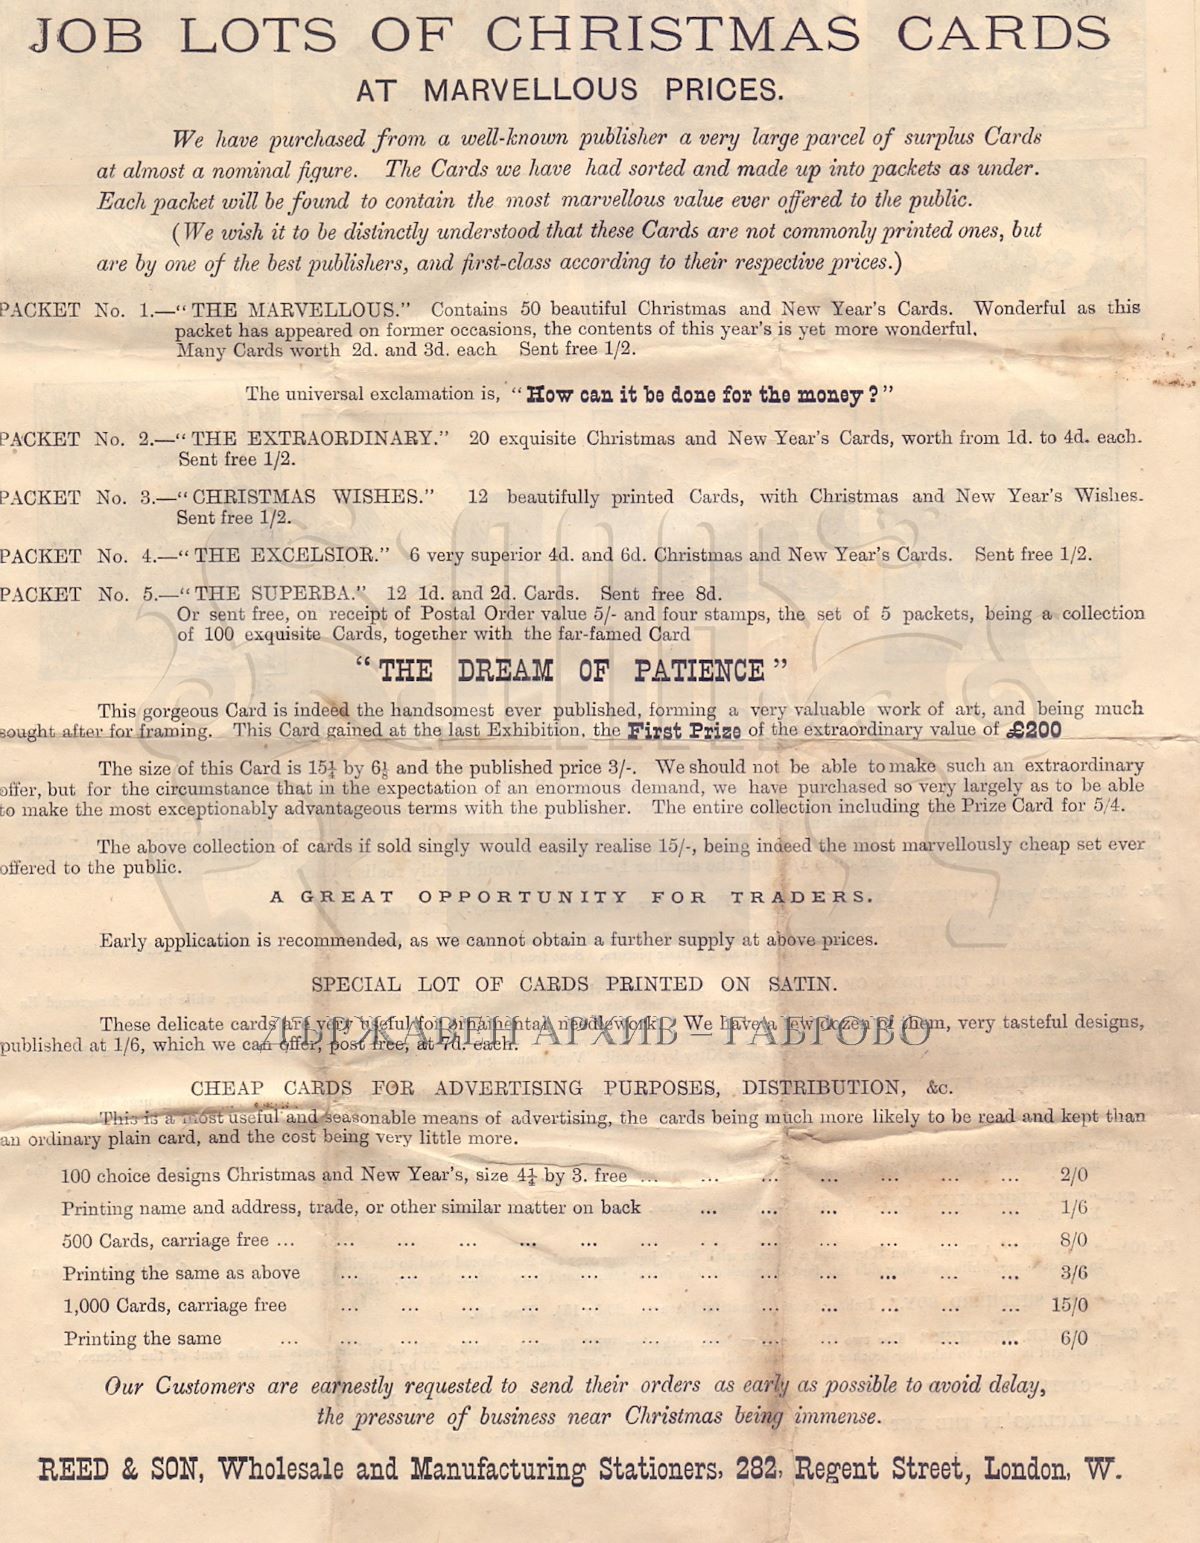 JOB LOTS OF CHRISTMAS CARDS
AT MARVELLOUS PRICES.
We have purchased from a well-known publisher a very large parcel of surplus Cards
at almost a nominal figure. The Cards we have had sorted and made up into packets as under.
Each packet will be found to contain the most marvellous value ever offered to the public.
(We wish it to be distinctly understood that these Cards are not commonly printed ones, but
are by one of the best publishers, and first-class according to their respective prices.)
PACKET No. 1.—"THE MARVELLOUS." Contains 50 beautiful Christmas and New Year's Cards. Wonderful as this
packet has appeared on former occasions, the contents of this year's is yet more wonderful.
Many Cards worth 2d. and 3d. each Sent free 1/2.
The universal exclamation is, "How can it be done for the money?"
PACKET No. 2.—"THE EXTRAORDINARY." 20 exquisite Christmas and New Year's Cards, worth from 1d. to 4d. each.
Sent free 1/2.
PACKET No. 3.—"CHRISTMAS WISHES." 12 beautifully printed Cards, with Christmas and New Year's Wishes.
Sent free 1/2.
PACKET No. 4.—"THE EXCELSIOR." 6 very superior 4d. and 6d. Christmas and New Year's Cards. Sent free 1/2.
PACKET No. 5.—"THE SUPERBA." 12 1d. and 2d. Cards. Sent free 8d.
Or sent free, on receipt of Postal Order value 5/- and four stamps, the set of 5 packets, being a collection
of 100 exquisite Cards, together with the far-famed Card
"THE DREAM OF PATIENCE"
This gorgeous Card is indeed the handsomest ever published, forming a very valuable work of art, and being much
sought after for framing. This Card gained at the last Exhibition, the First Prize of the extraordinary value of £200
The size of this Card is 15¼ by 6⅛ and the published price 3/-. We should not be able to make such an extraordinary
offer, but for the circumstance that in the expectation of an enormous demand, we have purchased so very largely as to be able
to make the most exceptionably advantageous terms with the publisher. The entire collection including the Prize Card for 5/4.
The above collection of cards if sold singly would easily realise 15/-, being indeed the most marvellously cheap set ever
offered to the public.
A GREAT OPPORTUNITY FOR TRADERS.
Early application is recommended, as we cannot obtain a further supply at above prices.
SPECIAL LOT OF CARDS PRINTED ON SATIN.
These delicate cards are very useful for ornamental needlework. We have a few dozen of them, very tasteful designs,
ДЪРЖАВЕН АРХИВ – ГАБРОВО
published at 1/6, which we can offer, post free, at 7d. each.
CHEAP CARDS FOR ADVERTISING PURPOSES, DISTRIBUTION, &c.
This is a most useful and seasonable means of advertising, the cards being much more likely to be read and kept than
an ordinary plain card, and the cost being very little more.
100 choice designs Christmas and New Year's, size 4¼ by 3. free ... ... ... ... ... ... ... 2/0
Printing name and address, trade, or other similar matter on back ... ... ... ... ... ... 1/6
500 Cards, carriage free ... ... ... ... ... ... ... ... ... ... ... ... ... 8/0
Printing the same as above ... ... ... ... ... ... ... ... ... ... ... ... 3/6
1,000 Cards, carriage free ... ... ... ... ... ... ... ... ... ... ... ... 15/0
Printing the same ... ... ... ... ... ... ... ... ... ... ... ... ... 6/0
Our Customers are earnestly requested to send their orders as early as possible to avoid delay,
the pressure of business near Christmas being immense.
REED & SON, Wholesale and Manufacturing Stationers, 282, Regent Street, London, W.